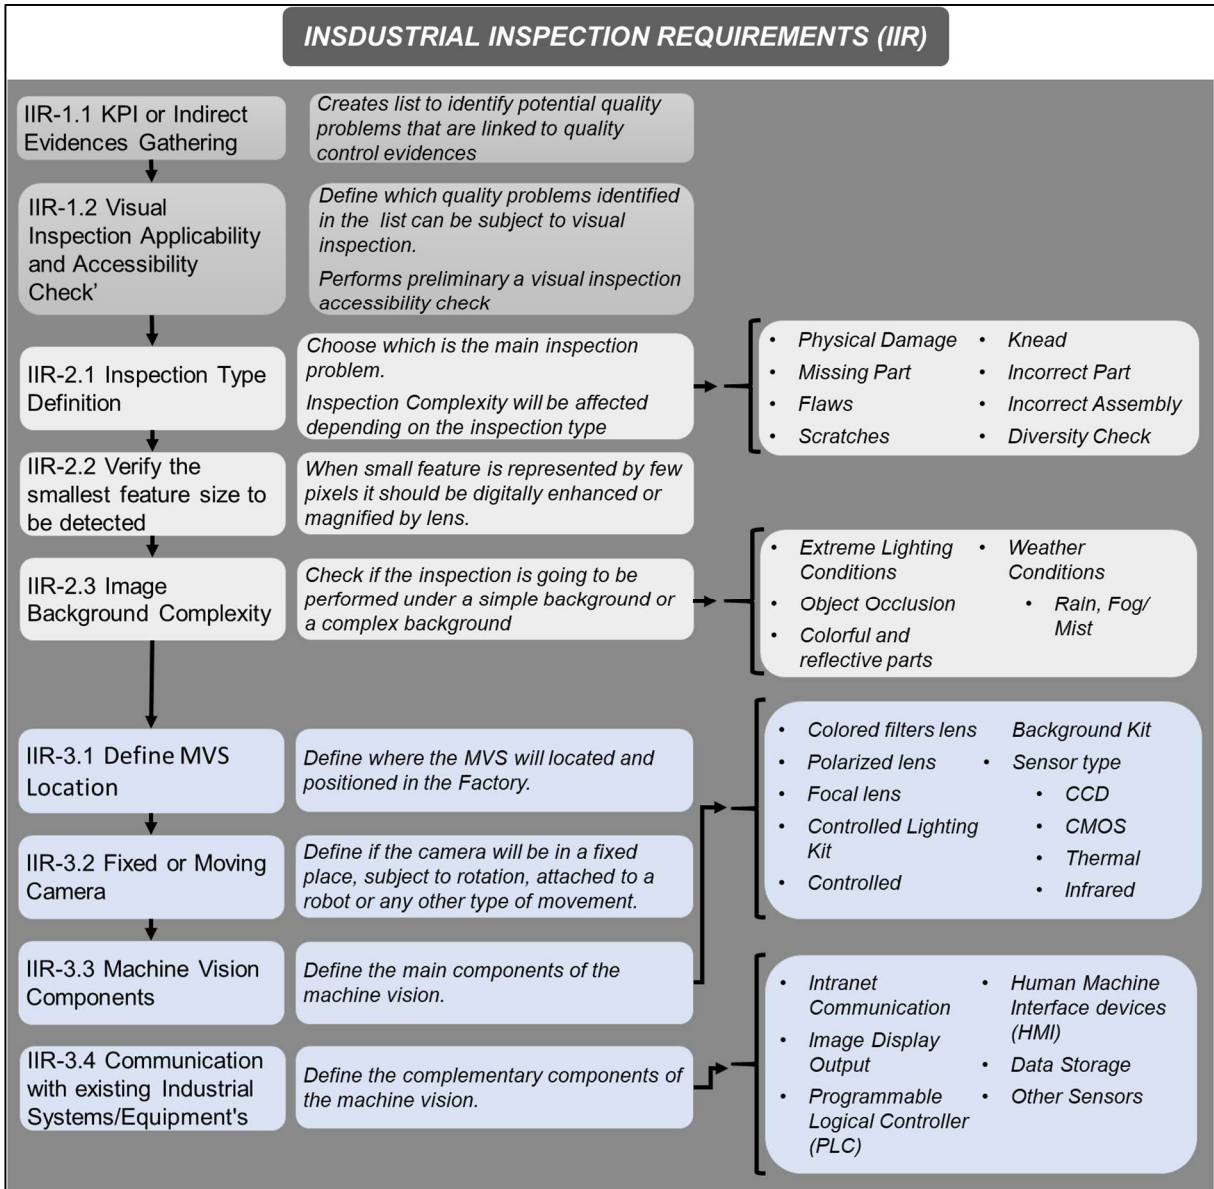 INSDUSTRIAL INSPECTION REQUIREMENTS (IIR)
IIR-1.1 KPI or Indirect
Evidences Gathering
Creates list to identify potential quality
problems that are linked to quality
control evidences
IIR-1.2 Visual
Inspection Applicability
and Accessibility
Check’
Define which quality problems identified
in the list can be subject to visual
inspection.
Performs preliminary a visual inspection
accessibility check
IIR-2.1 Inspection Type
Definition
Choose which is the main inspection
problem.
Inspection Complexity will be affected
depending on the inspection type
• Physical Damage
• Missing Part
• Flaws
• Scratches
• Knead
• Incorrect Part
• Incorrect Assembly
• Diversity Check
IIR-2.2 Verify the
smallest feature size to
be detected
When small feature is represented by few
pixels it should be digitally enhanced or
magnified by lens.
IIR-2.3 Image
Background Complexity
Check if the inspection is going to be
performed under a simple background or
a complex background
• Extreme Lighting
Conditions
• Object Occlusion
• Colorful and
reflective parts
• Weather
Conditions
• Rain, Fog/
Mist
IIR-3.1 Define MVS
Location
Define where the MVS will located and
positioned in the Factory.
IIR-3.2 Fixed or Moving
Camera
Define if the camera will be in a fixed
place, subject to rotation, attached to a
robot or any other type of movement.
IIR-3.3 Machine Vision
Components
Define the main components of the
machine vision.
• Colored filters lens
• Polarized lens
• Focal lens
• Controlled Lighting
Kit
• Controlled
Background Kit
• Sensor type
• CCD
• CMOS
• Thermal
• Infrared
IIR-3.4 Communication
with existing Industrial
Systems/Equipment's
Define the complementary components of
the machine vision.
• Intranet
Communication
• Image Display
Output
• Programmable
Logical Controller
(PLC)
• Human Machine
Interface devices
(HMI)
• Data Storage
• Other Sensors